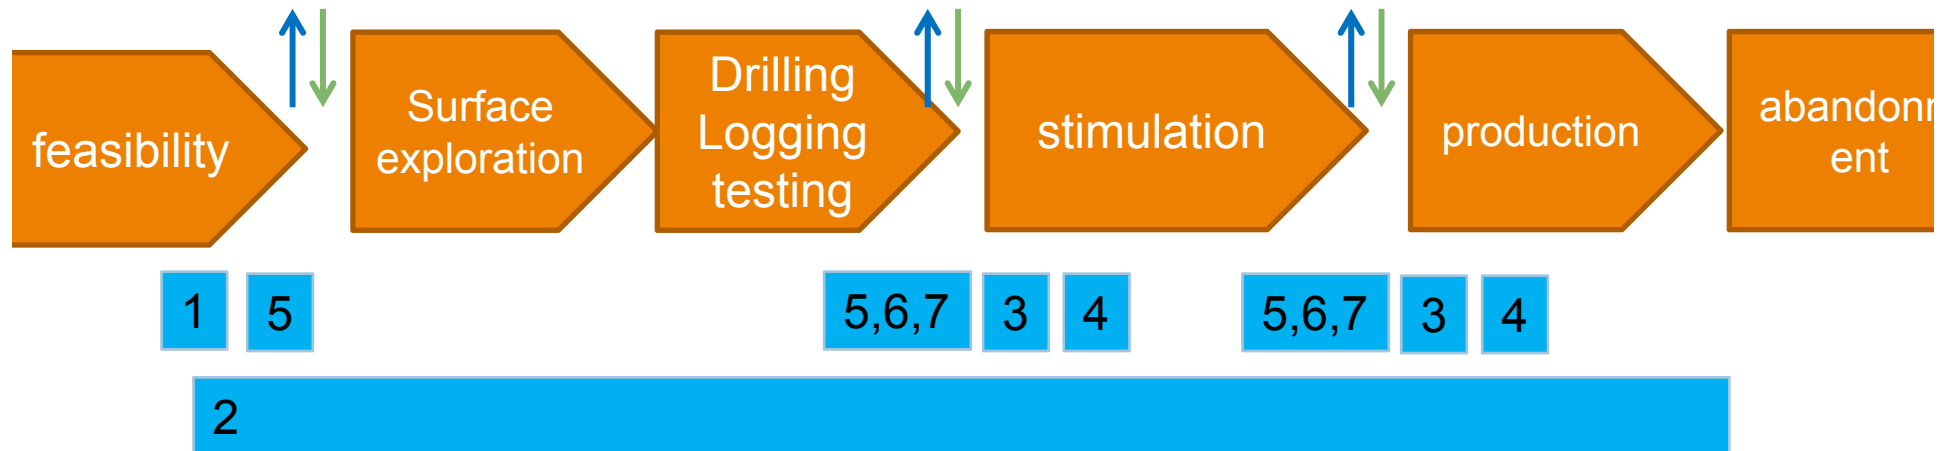 feasibility
Surface
exploration
Drilling
Logging
testing
stimulation
production
ent
1
5
5,6,7
3
4
5,6,7
3
4
2